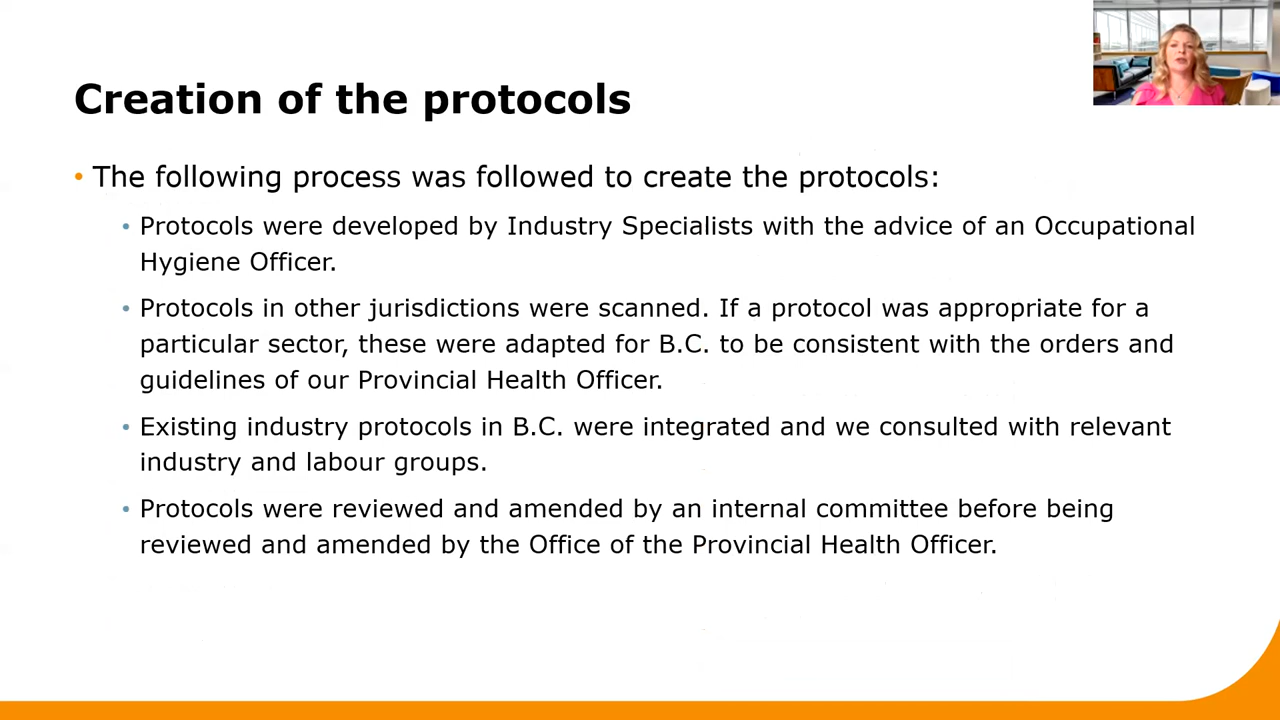 Creation of the protocols
• The following process was followed to create the protocols:
• Protocols were developed by Industry Specialists with the advice of an Occupational
Hygiene Officer.
• Protocols in other jurisdictions were scanned. If a protocol was appropriate for a
particular sector, these were adapted for B.C. to be consistent with the orders and
guidelines of our Provincial Health Officer.
• Existing industry protocols in B.C. were integrated and we consulted with relevant
industry and labour groups.
• Protocols were reviewed and amended by an internal committee before being
reviewed and amended by the Office of the Provincial Health Officer.